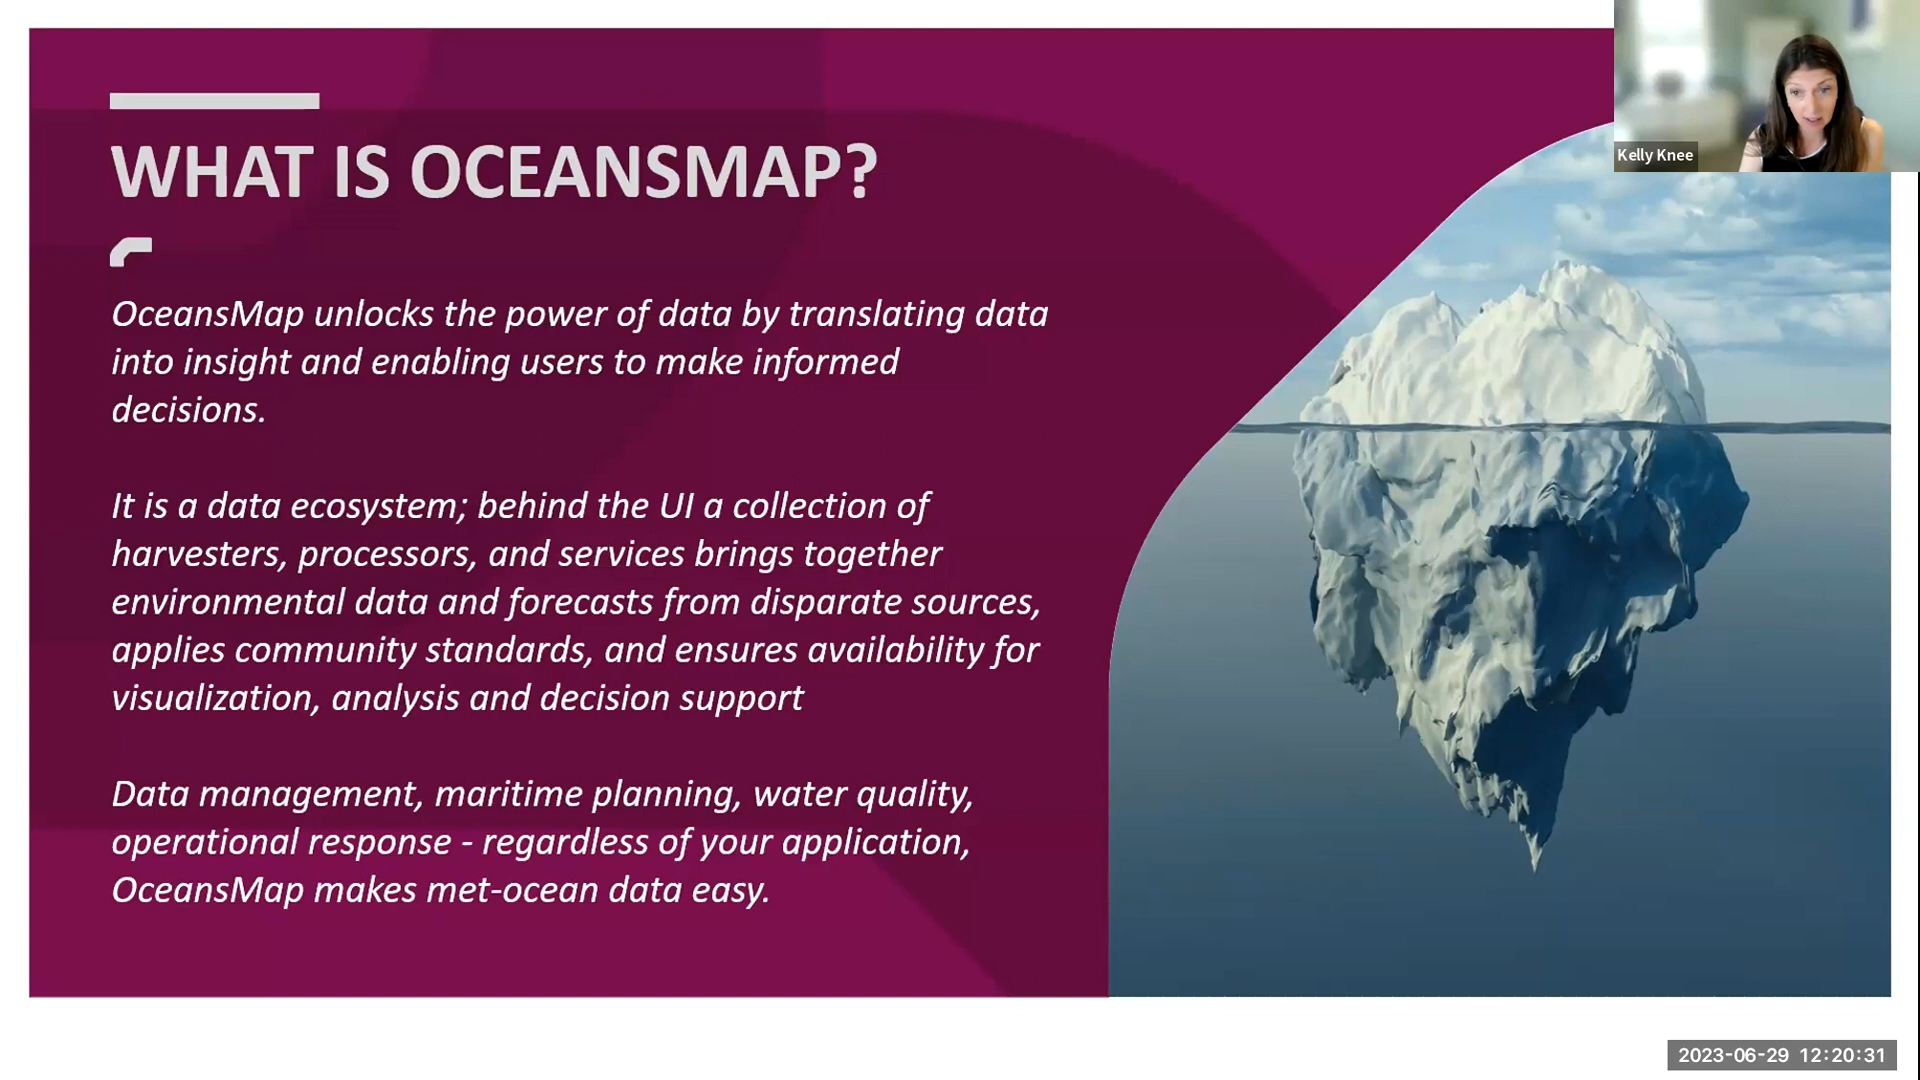 WHAT IS OCEANSMAP?
OceansMap unlocks the power of data by translating data
into insight and enabling users to make informed
decisions.
It is a data ecosystem; behind the UI a collection of
harvesters, processors, and services brings together
environmental data and forecasts from disparate sources,
applies community standards, and ensures availability for
visualization, analysis and decision support
Data management, maritime planning, water quality,
operational response - regardless of your application,
OceansMap makes met-ocean data easy.
Kelly Knee
2023-06-29 12:20:31